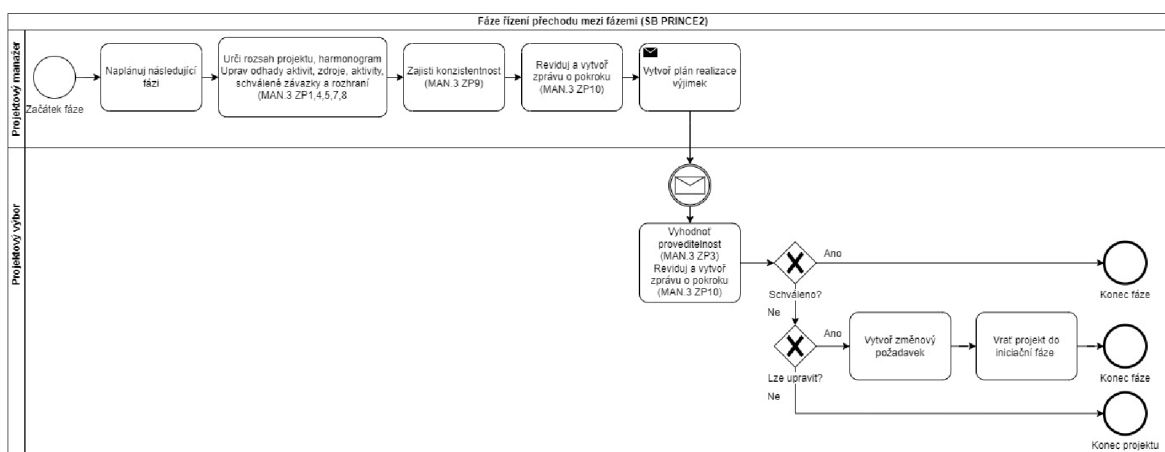 Fáze řízení přechodu mezi fázemi (SB PRINCE2)
Projektový manažer
Začátek fáze
Naplánuj následující
fázi
Urči rozsah projektu, harmonogram
Uprav odhady aktivit, zdroje, aktivity,
schválené závazky a rozhraní
(MAN.3 ZP1,4,5,7,8
Zajisti konzistentnost
(MAN.3 ZP9)
Reviduj a vytvoř
zprávu o pokroku
(MAN.3 ZP10)
Vytvoř plán realizace
výjimek
Projektový výbor
Vyhodnoť
proveditelnost
(MAN.3 ZP3)
Reviduj a vytvoř
zprávu o pokroku
(MAN.3 ZP10)
Schváleno?
Ano
Konec fáze
Ne
Lze upravit?
Ano
Vytvoř změnový
požadavek
Vrať projekt do
iniciační fáze
Konec fáze
Ne
Konec projektu